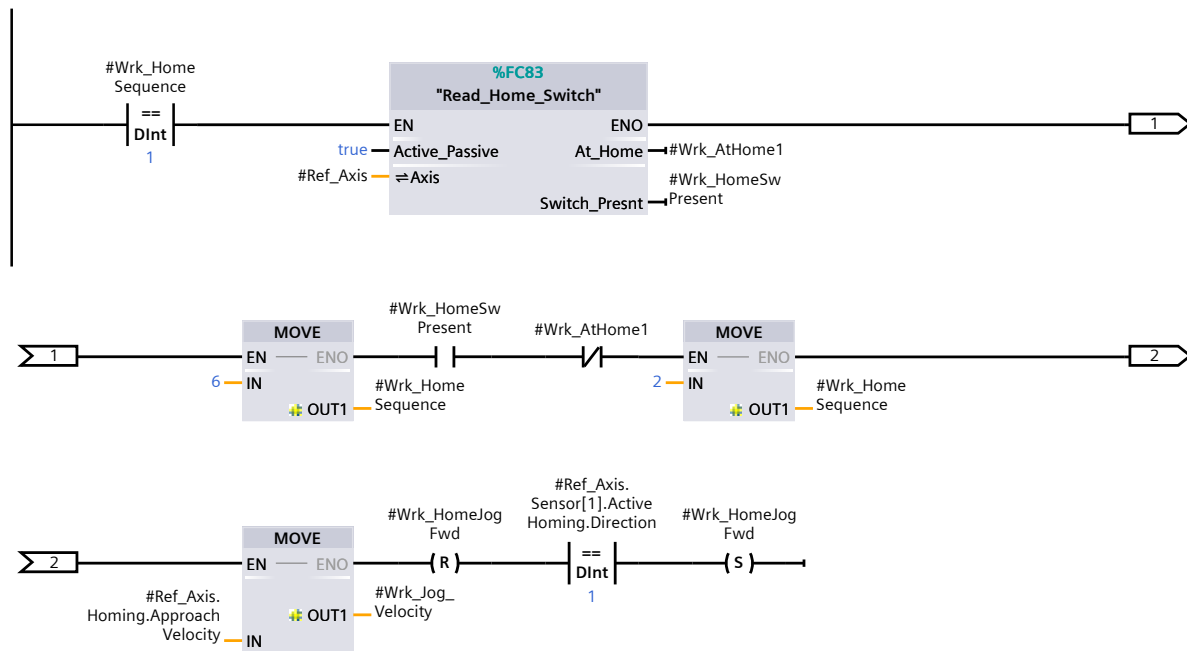 #Wrk_Home
Sequence
==
DInt
1
%FC83
"Read_Home_Switch"
EN
ENO
true
Active_Passive
At_Home
#Wrk_AtHome1
#Ref_Axis
Axis
#Wrk_HomeSw
Present
Switch_Presnt
1
1
MOVE
EN
ENO
6
IN
OUT1
#Wrk_Home
Sequence
#Wrk_HomeSw
Present
#Wrk_AtHome1
MOVE
EN
ENO
2
IN
OUT1
#Wrk_Home
Sequence
2
2
MOVE
EN
ENO
#Ref_Axis.
Homing.Approach
Velocity
IN
OUT1
#Wrk_Jog_
Velocity
#Wrk_HomeJog
Fwd
R
#Ref_Axis.
Sensor[1].Active
Homing.Direction
==
DInt
1
#Wrk_HomeJog
Fwd
S